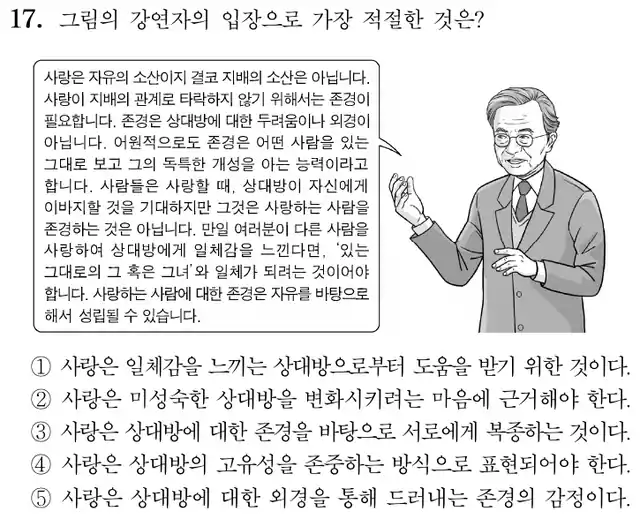 17. 그림의 강연자의 입장으로 가장 적절한 것은?
사랑은 자유의 소산이지 결코 지배의 소산은 아닙니다.
사랑이 지배의 관계로 타락하지 않기 위해서는 존경이
필요합니다. 존경은 상대방에 대한 두려움이나 외경이
아닙니다. 어원적으로도 존경은 어떤 사람을 있는
그대로 보고 그의 독특한 개성을 아는 능력이라고
합니다. 사람들은 사랑할 때, 상대방이 자신에게
이바지할 것을 기대하지만 그것은 사랑하는 사람을
존경하는 것은 아닙니다. 만일 여러분이 다른 사람을
사랑하여 상대방에게 일체감을 느낀다면, ‘있는
그대로의 그 혹은 그녀’와 일체가 되려는 것이어야
합니다. 사랑하는 사람에 대한 존경은 자유를 바탕으로
해서 성립될 수 있습니다.
① 사랑은 일체감을 느끼는 상대방으로부터 도움을 받기 위한 것이다.
② 사랑은 미성숙한 상대방을 변화시키려는 마음에 근거해야 한다.
③ 사랑은 상대방에 대한 존경을 바탕으로 서로에게 복종하는 것이다.
④ 사랑은 상대방의 고유성을 존중하는 방식으로 표현되어야 한다.
⑤ 사랑은 상대방에 대한 외경을 통해 드러내는 존경의 감정이다.